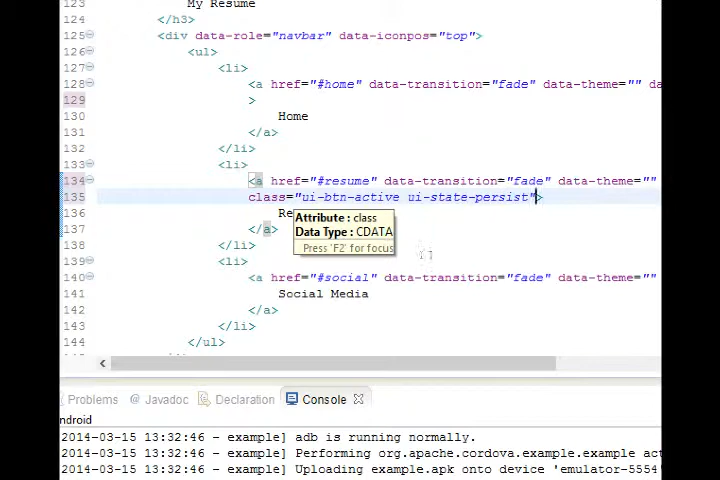 123 My Resume
124 </h3>
125 <div data-role="navbar" data-iconpos="top">
126 <ul>
127 <li>
128 <a href="#home" data-transition="fade" data-theme="" da
129 >
130 Home
131 </a>
132 </li>
133 <li>
134 <a href="#resume" data-transition="fade" data-theme=""
135 class="ui-btn-active ui-state-persist">
136 Re
Attribute : class
137 </a>
Data Type : CDATA
138 </li>
Press 'F2' for focus
139 <li>
140 <a href="#social" data-transition="fade" data-theme=""
141 Social Media
142 </a>
143 </li>
144 </ul>
Problems @ Javadoc Declaration Console
ndroid
2014-03-15 13:32:46 - example] adb is running normally.
2014-03-15 13:32:46 - example] Performing org.apache.cordova.example.example act
2014-03-15 13:32:46 - example] Uploading example.apk onto device 'emulator-5554'